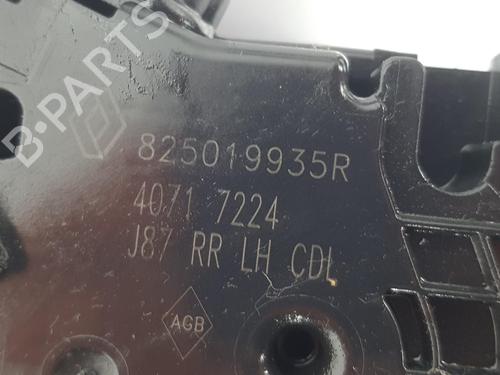 B-PARTS
825019935R
4071 7224
J87 RR LH CDL
AGB